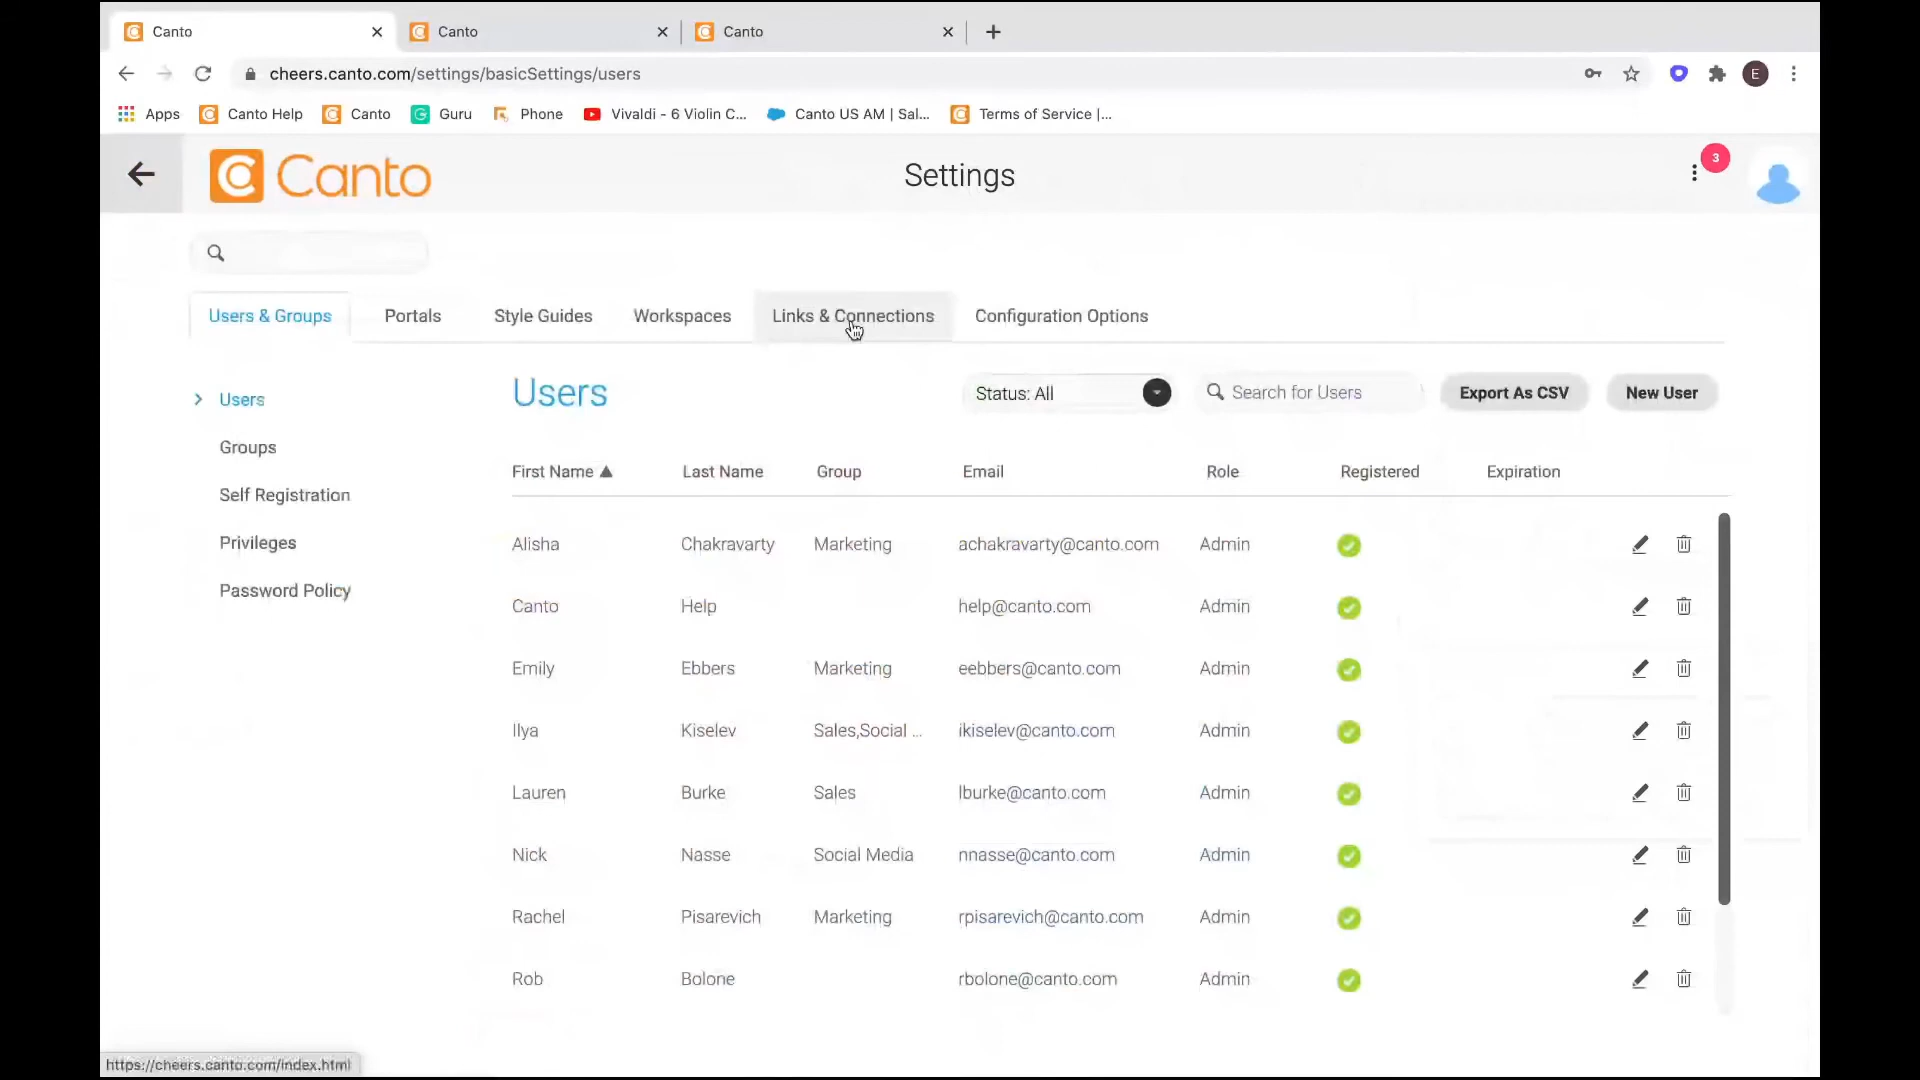 Canto
Canto
Canto
cheers.canto.com/settings/basicSettings/users
E
Apps
Canto Help
Canto
Guru
Phone
Vivaldi - 6 Violin C...
Canto US AM | Sal...
Terms of Service |...
Canto
Settings
3
Users & Groups
Portals
Style Guides
Workspaces
Links & Connections
Configuration Options
Users
Groups
Self Registration
Privileges
Password Policy
Users
Status: All
Search for Users
Export As CSV
New User
First Name ▲ Last Name Group Email Role Registered Expiration
Alisha Chakravarty Marketing achakravarty@canto.com Admin
Canto Help help@canto.com Admin
Emily Ebbers Marketing eebbers@canto.com Admin
Ilya Kiselev Sales,Social ... ikiselev@canto.com Admin
Lauren Burke Sales lburke@canto.com Admin
Nick Nasse Social Media nnasse@canto.com Admin
Rachel Pisarevich Marketing rpisarevich@canto.com Admin
Rob Bolone rbolone@canto.com Admin
https://cheers.canto.com/index.html